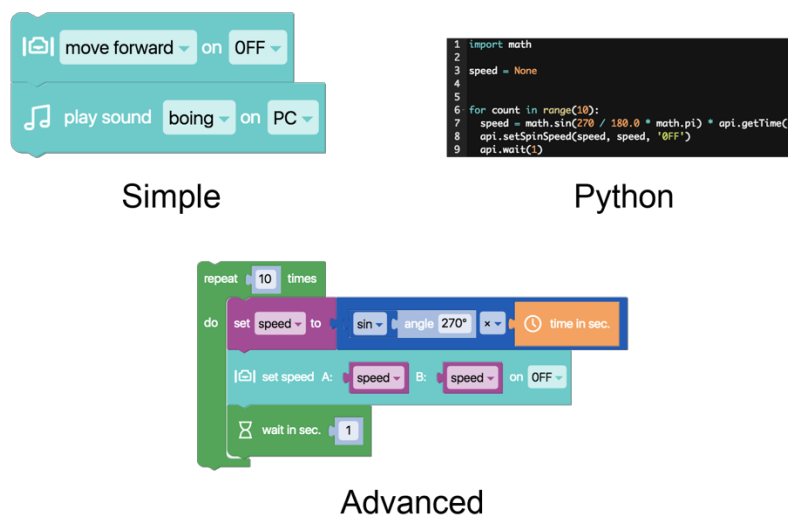 move forward on 0FF
play sound boing on PC
Simple
1 import math
2
3 speed = None
4
5
6 for count in range(10):
7 speed = math.sin(270 / 180.0 * math.pi) * api.getTime(
8 api.setSpinSpeed(speed, speed, '0FF')
9 api.wait(1)
Python
repeat 10 times
do set speed to sin angle 270° × time in sec.
set speed A: speed B: speed on 0FF
wait in sec. 1
Advanced